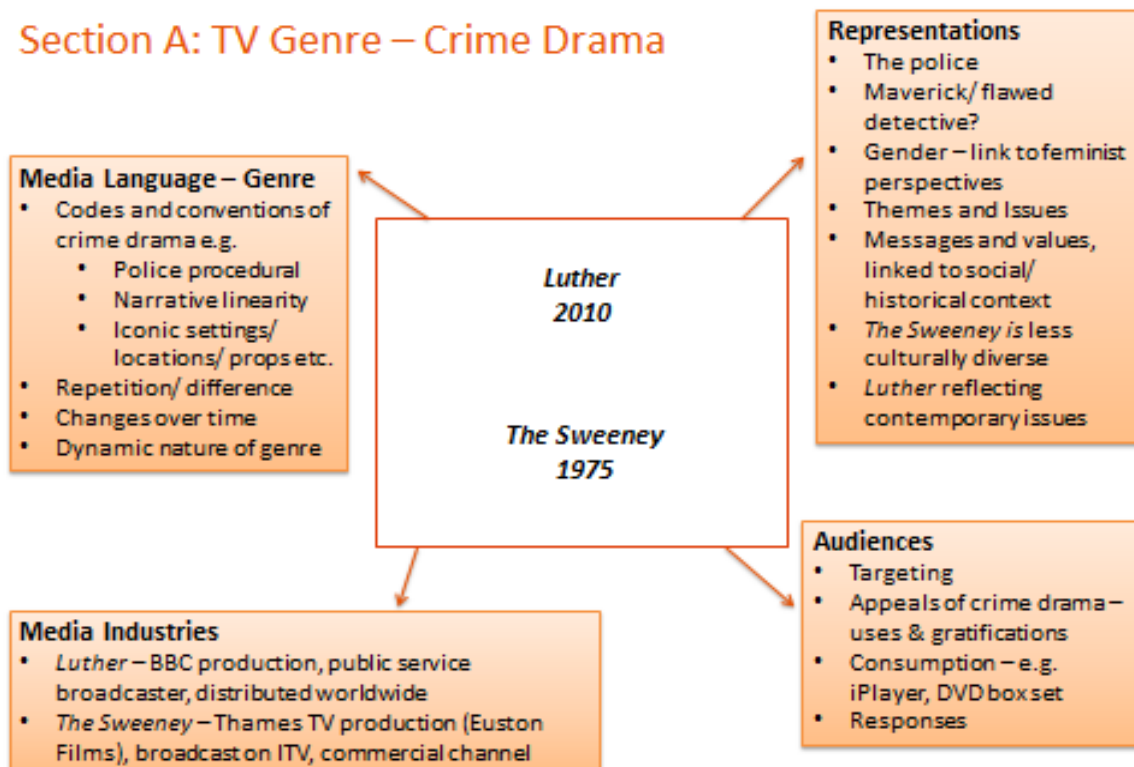 Section A: TV Genre – Crime Drama
Media Language – Genre
• Codes and conventions of
crime drama e.g.
• Police procedural
• Narrative linearity
• Iconic settings/
locations/ props etc.
• Repetition/ difference
• Changes over time
• Dynamic nature of genre
Luther
2010
The Sweeney
1975
Representations
• The police
• Maverick/ flawed
detective?
• Gender – link to feminist
perspectives
• Themes and Issues
• Messages and values,
linked to social/
historical context
• The Sweeney is less
culturally diverse
• Luther reflecting
contemporary issues
Media Industries
• Luther – BBC production, public service
broadcaster, distributed worldwide
• The Sweeney – Thames TV production (Euston
Films), broadcast on ITV, commercial channel
Audiences
• Targeting
• Appeals of crime drama –
uses & gratifications
• Consumption – e.g.
iPlayer, DVD box set
• Responses